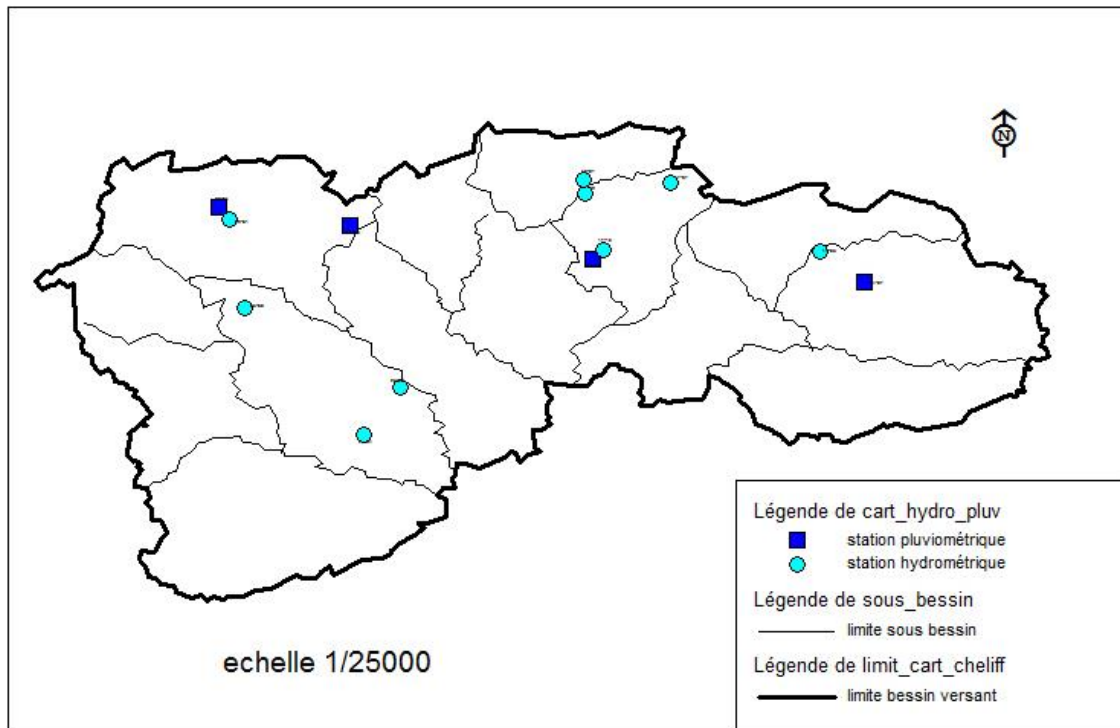 N
echelle 1/25000
Légende de cart_hydro_pluv
station pluviométrique
station hydrométrique
Légende de sous_bessin
limite sous bessin
Légende de limit_cart_cheliff
limite bessin versant